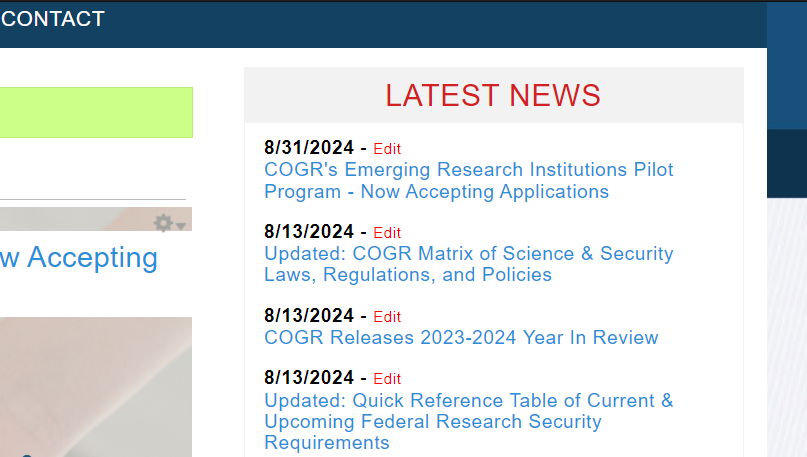 CONTACT
w Accepting
LATEST NEWS
8/31/2024 - Edit
COGR's Emerging Research Institutions Pilot
Program - Now Accepting Applications
8/13/2024 - Edit
Updated: COGR Matrix of Science & Security
Laws, Regulations, and Policies
8/13/2024 - Edit
COGR Releases 2023-2024 Year In Review
8/13/2024 - Edit
Updated: Quick Reference Table of Current &
Upcoming Federal Research Security
Requirements